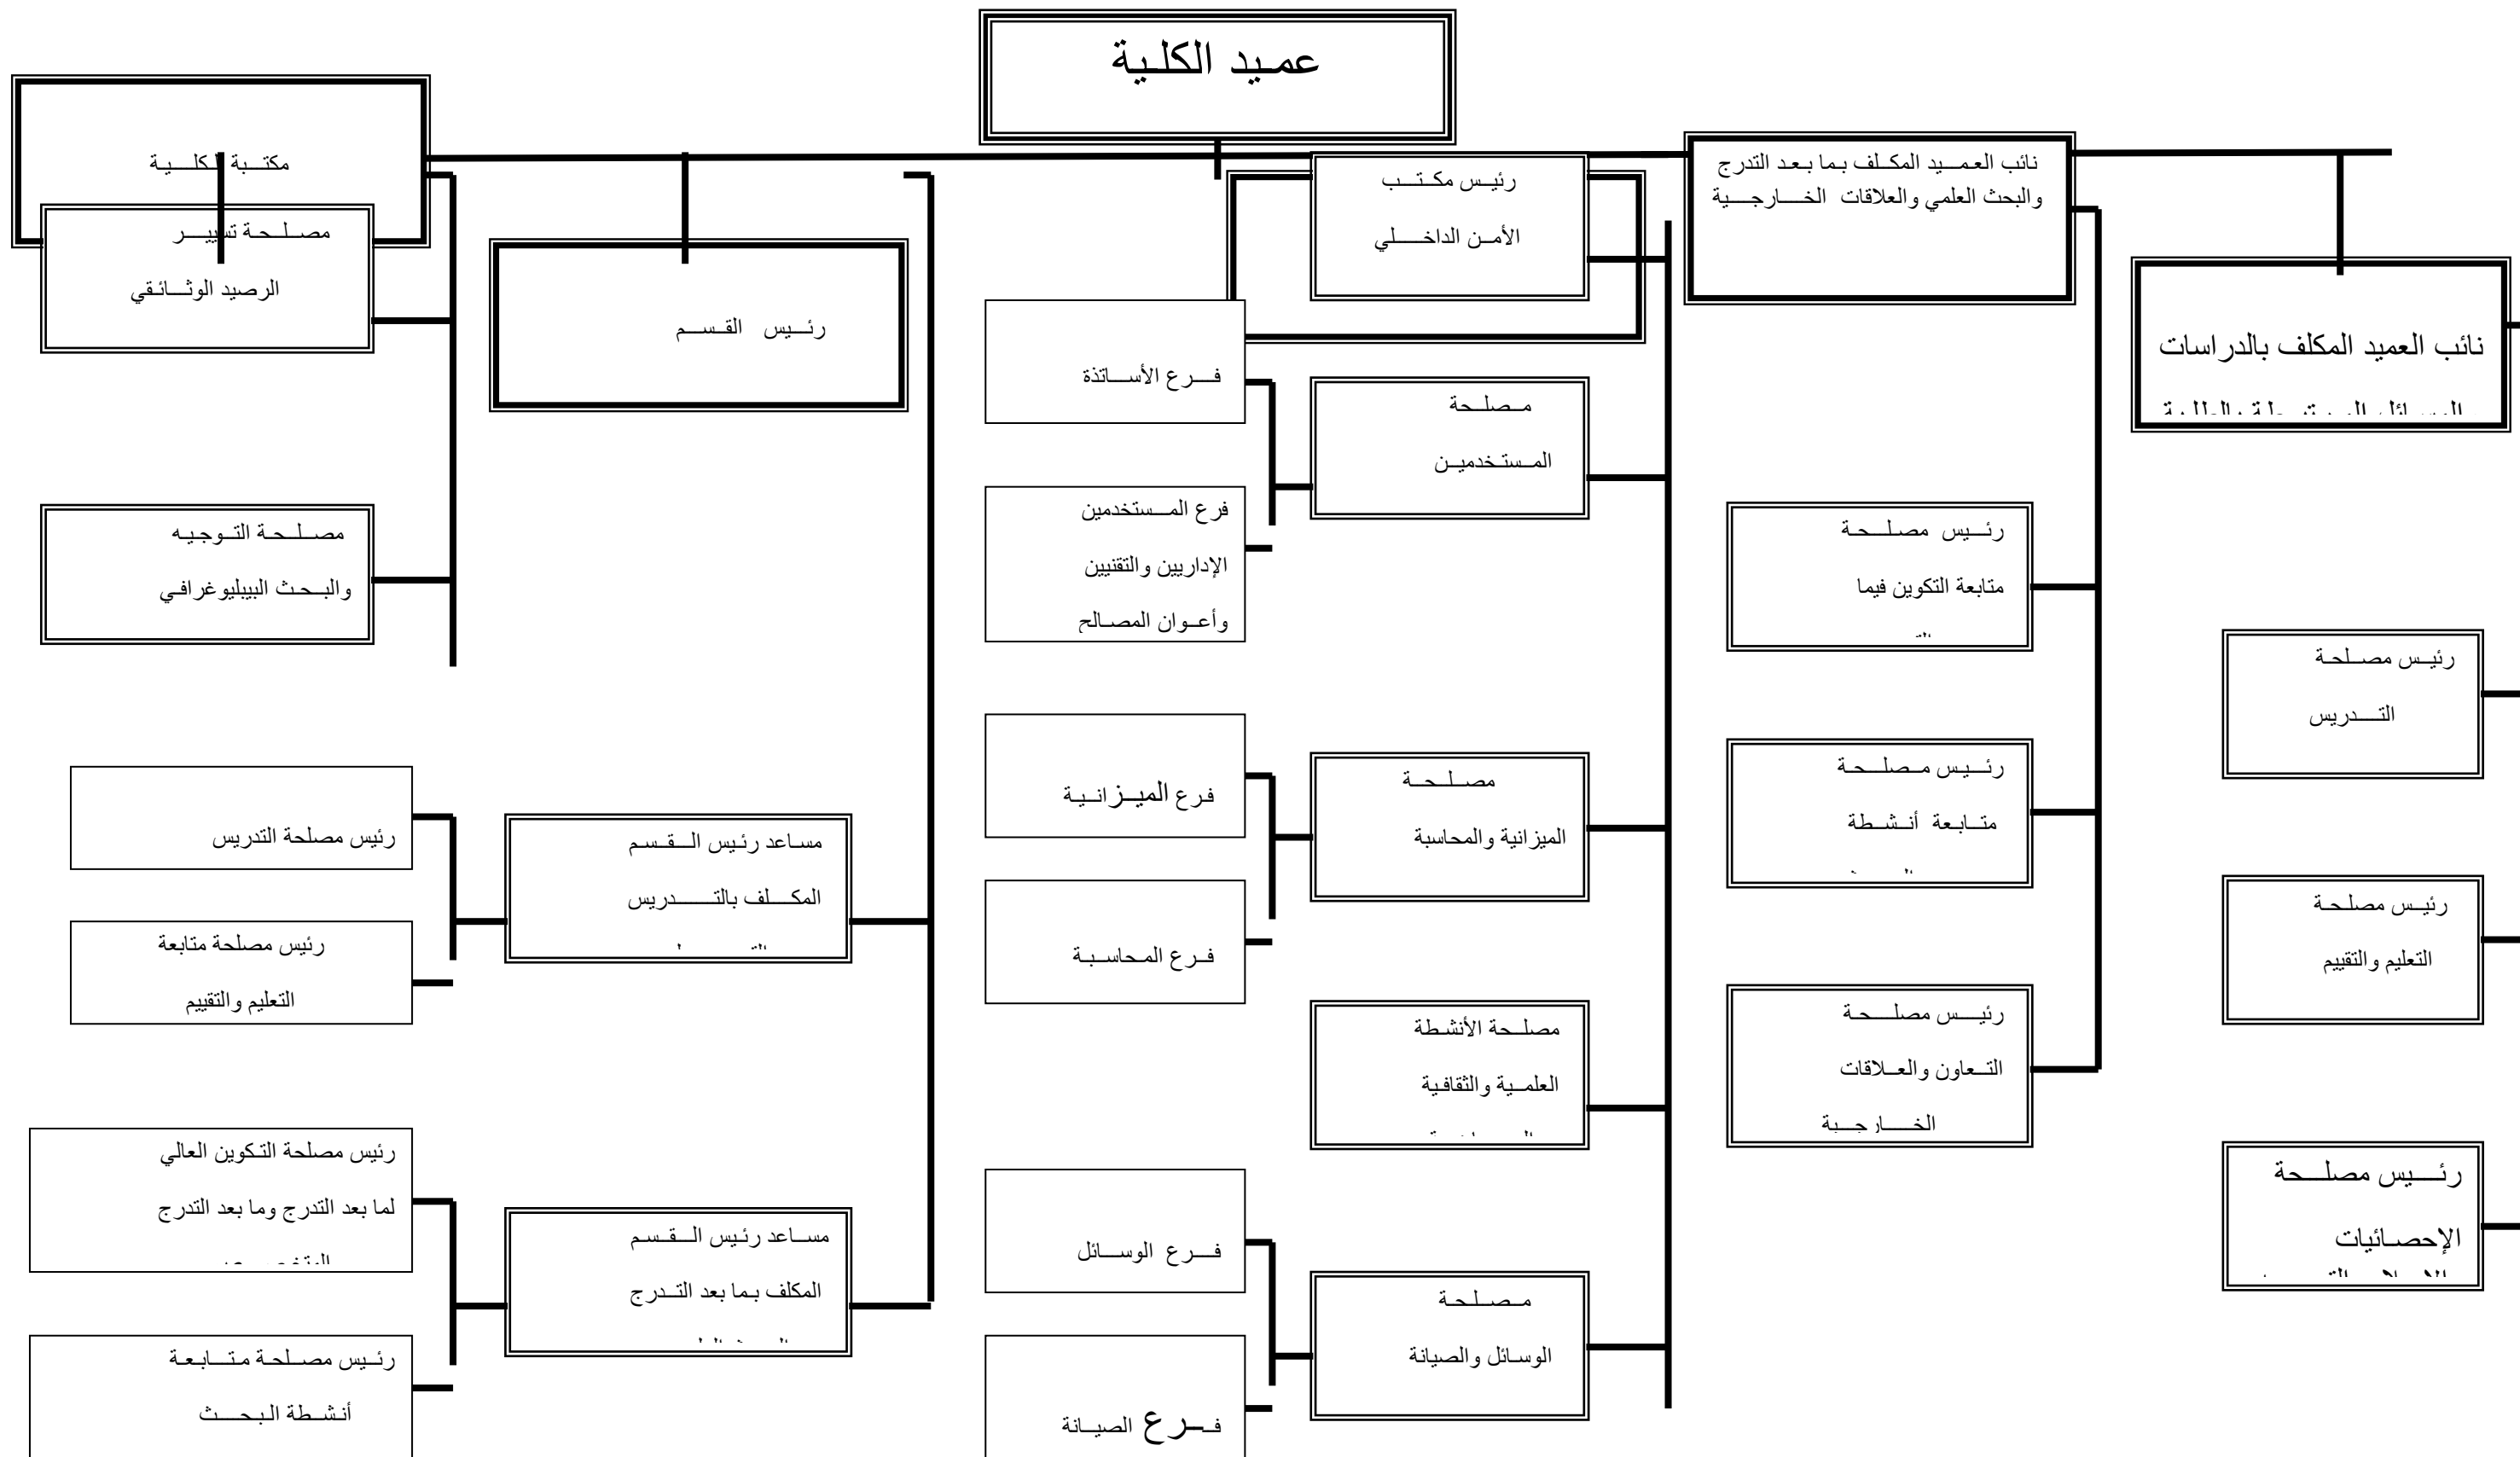 عميد الكلية
مكتبة الكلية
مصلحة تسيير
الرصيد الوثائقي
مصلحة التوجيه
والبحث البيبليوغرافي
رئيس القسم
رئيس مكتب
الأمن الداخلي
نائب العميد المكلف بما بعد التدرج
والبحث العلمي والعلاقات الخارجية
نائب العميد المكلف بالدراسات
بالطلبة
فرع الأساتذة
مصلحة
المستخدمين
فرع المستخدمين
الإداريين والتقنيين
وأعوان المصالح
رئيس مصلحة
متابعة التكوين فيما
رئيس مصلحة
التدريس
فرع الميزانية
مصلحة
الميزانية والمحاسبة
فرع المحاسبة
رئيس مصلحة
متابعة أنشطة
رئيس مصلحة
التعليم والتقييم
رئيس مصلحة التدريس
رئيس مصلحة متابعة
التعليم والتقييم
مساعد رئيس القسم
المكلف بالتدريس
مصلحة الأنشطة
العلمية والثقافية
رئيس مصلحة
التعاون والعلاقات
الخارجية
رئيس مصلحة
الإحصائيات
رئيس مصلحة التكوين العالي
لما بعد التدرج وما بعد التدرج
رئيس مصلحة متابعة
أنشطة البحث
مساعد رئيس القسم
المكلف بما بعد التدرج
فرع الوسائل
مصلحة
الوسائل والصيانة
فرع الصيانة